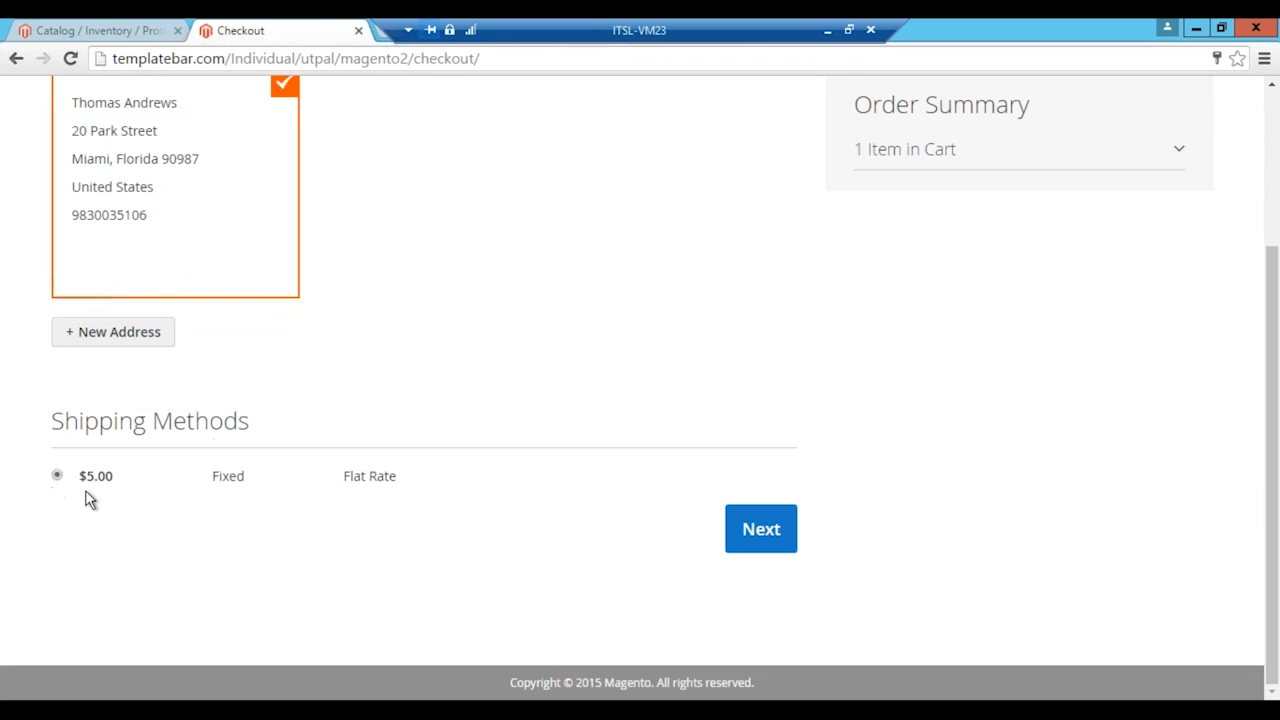 Catalog / Inventory / Pro
Checkout
ITSL-VM23
templatebar.com/Individual/utpal/magento2/checkout/
Thomas Andrews
20 Park Street
Miami, Florida 90987
United States
9830035106
+ New Address
Order Summary
1 Item in Cart
Shipping Methods
$5.00 Fixed Flat Rate
Next
Copyright © 2015 Magento. All rights reserved.